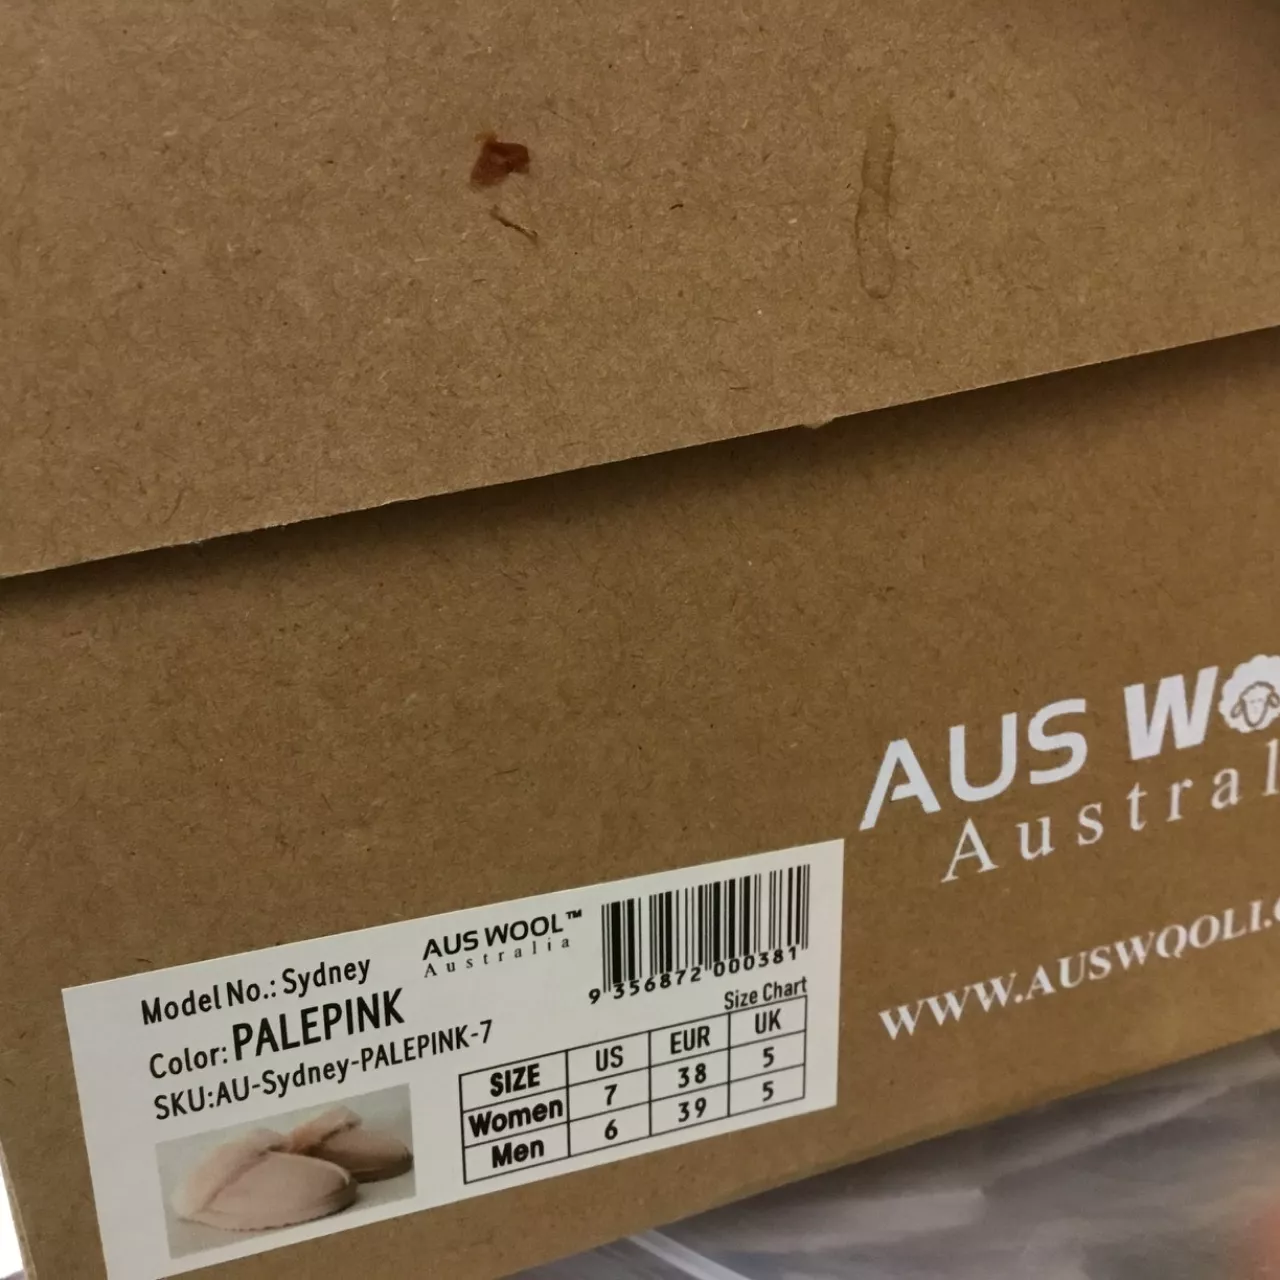 AUS W
Austral
WWW.AUSWOOLI.
Model No.: Sydney
Color: PALEPINK
SKU:AU-Sydney-PALEPINK-7
AUS WOOL™
Australia
9 356872 000381
Size Chart
SIZE US EUR UK
Women 7 38 5
Men 6 39 5